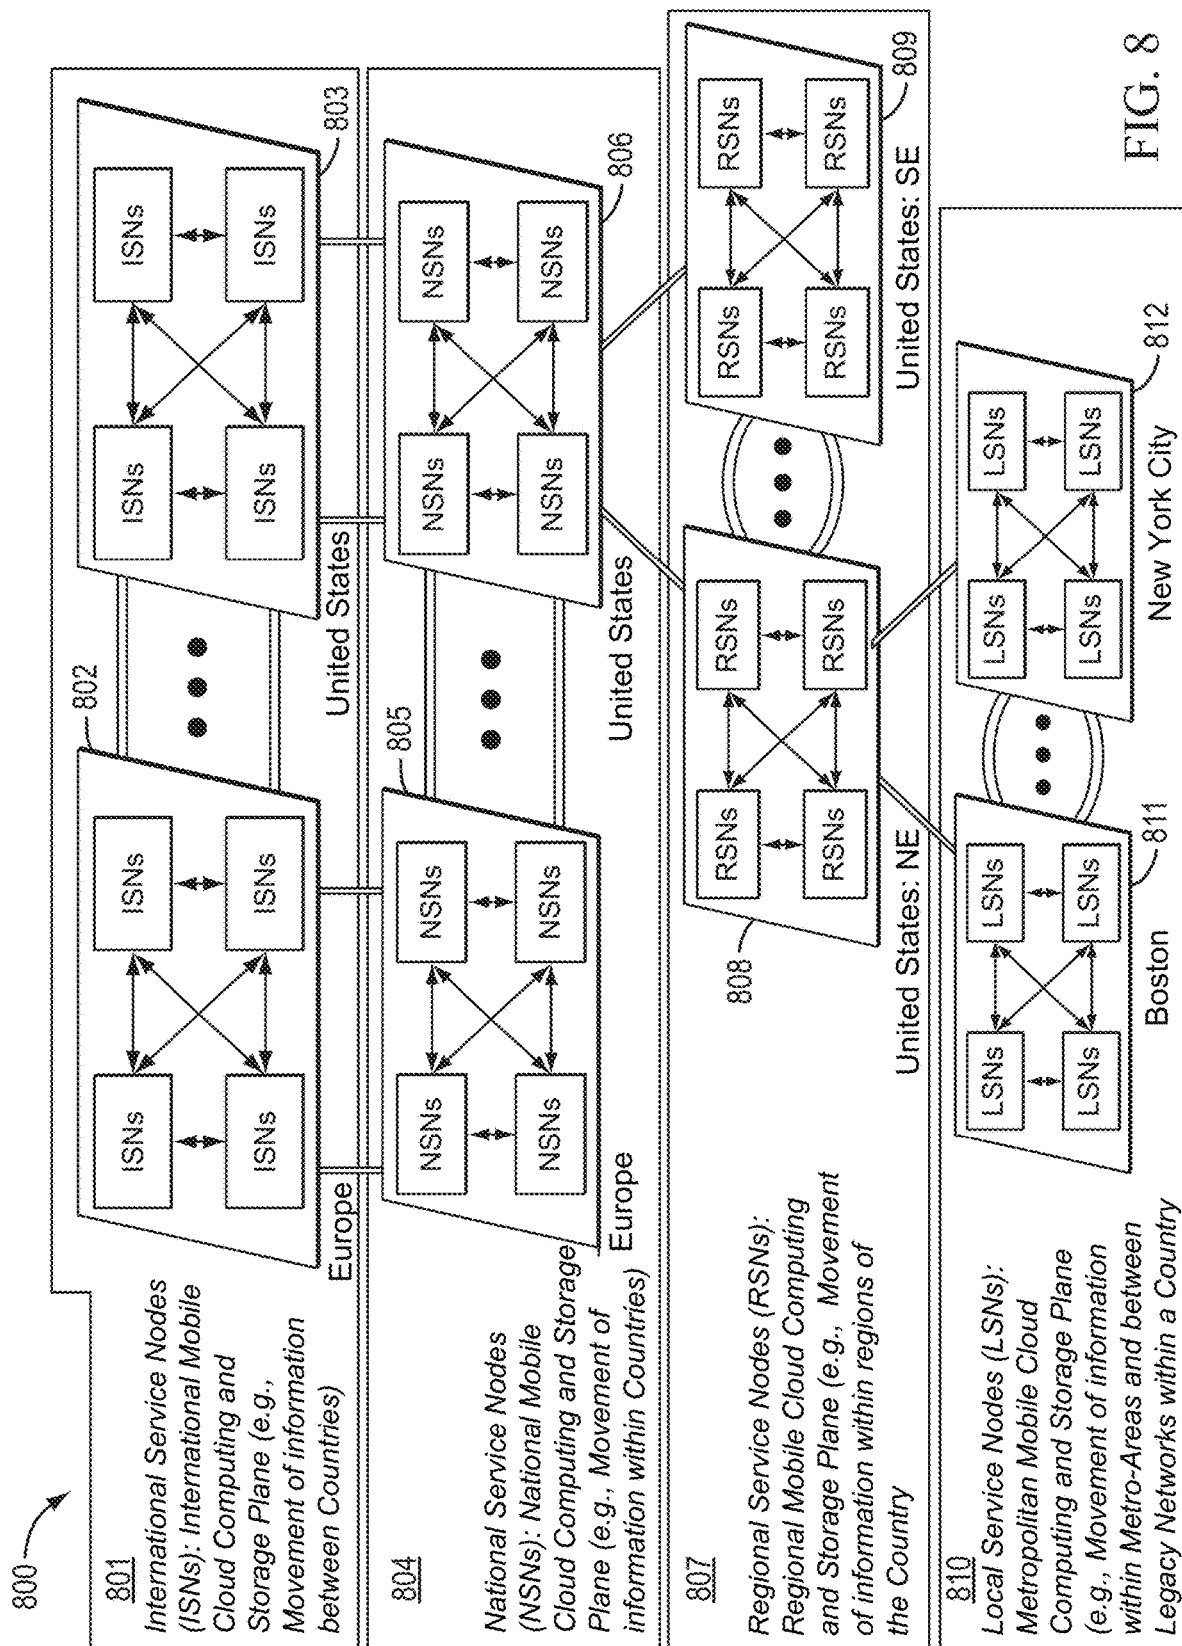 800
801
International Service Nodes
(ISNs): International Mobile
Cloud Computing and
Storage Plane (e.g.,
Movement of information
between Countries)
802
ISNs
ISNs
ISNs
ISNs
Europe
803
ISNs
ISNs
ISNs
ISNs
United States
804
National Service Nodes
(NSNs): National Mobile
Cloud Computing and Storage
Plane (e.g., Movement of
information within Countries)
805
NSNs
NSNs
NSNs
NSNs
Europe
806
NSNs
NSNs
NSNs
NSNs
United States
807
Regional Service Nodes (RSNs):
Regional Mobile Cloud Computing
and Storage Plane (e.g., Movement
of information within regions of
the Country
808
RSNs
RSNs
RSNs
RSNs
United States: NE
809
RSNs
RSNs
RSNs
RSNs
United States: SE
810
Local Service Nodes (LSNs):
Metropolitan Mobile Cloud
Computing and Storage Plane
(e.g., Movement of information
within Metro-Areas and between
Legacy Networks within a Country
811
LSNs
LSNs
LSNs
LSNs
Boston
812
LSNs
LSNs
LSNs
LSNs
New York City
FIG. 8